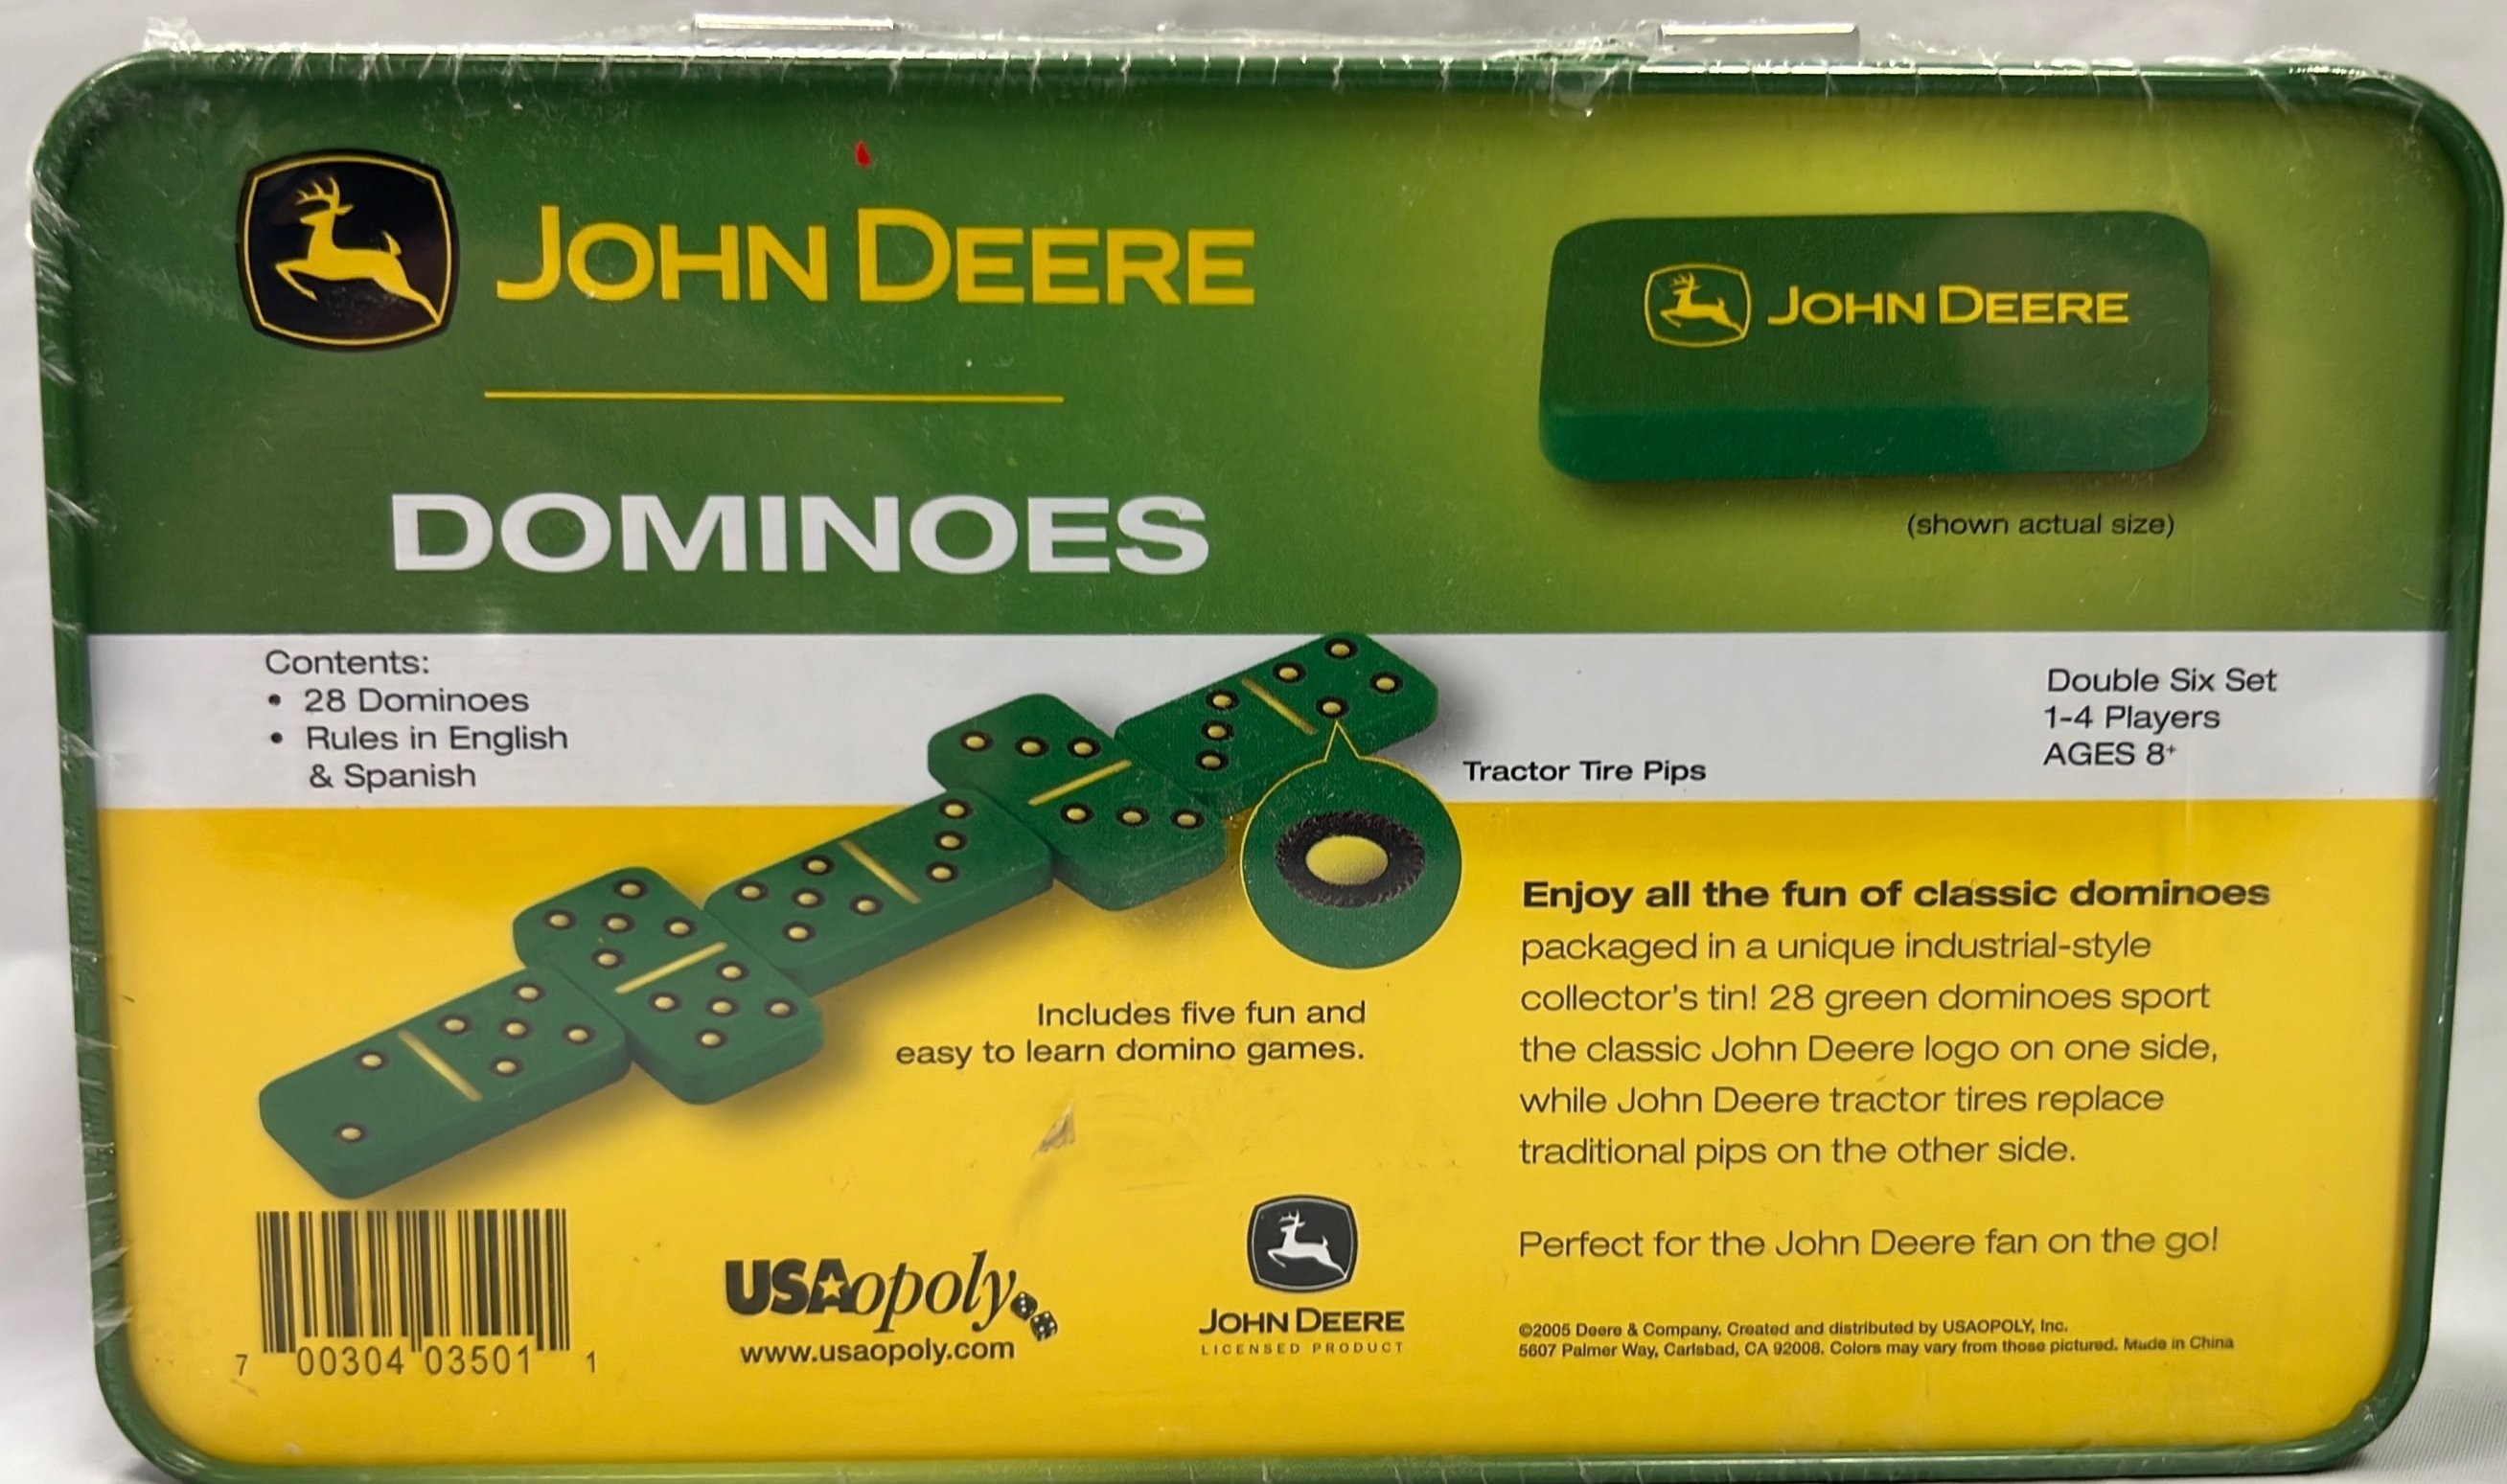 JOHN DEERE
DOMINOES
JOHN DEERE
(shown actual size)
Contents:
• 28 Dominoes
• Rules in English
& Spanish
Tractor Tire Pips
Double Six Set
1-4 Players
AGES 8+
Includes five fun and
easy to learn domino games.
Enjoy all the fun of classic dominoes
packaged in a unique industrial-style
collector's tin! 28 green dominoes sport
the classic John Deere logo on one side,
while John Deere tractor tires replace
traditional pips on the other side.
Perfect for the John Deere fan on the go!
7 00304 03501 1
USAopoly
www.usaopoly.com
JOHN DEERE
LICENSED PRODUCT
©2005 Deere & Company. Created and distributed by USAOPOLY, Inc.
5607 Palmer Way, Carlsbad, CA 92008. Colors may vary from those pictured. Made in China